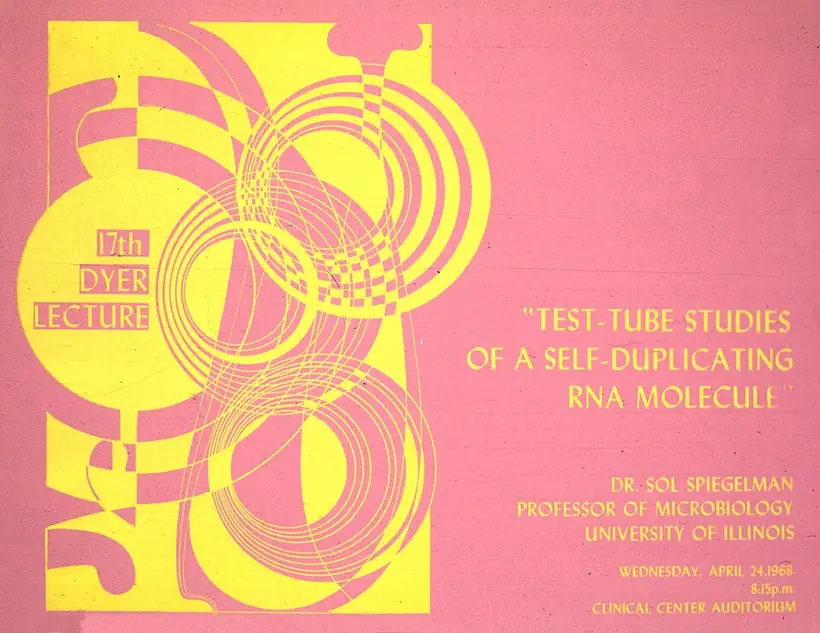 17th
DYER
LECTURE
"TEST-TUBE STUDIES
OF A SELF-DUPLICATING
RNA MOLECULE"
DR. SOL SPIEGELMAN
PROFESSOR OF MICROBIOLOGY
UNIVERSITY OF ILLINOIS
WEDNESDAY, APRIL 24,1968
8:15p.m.
CLINICAL CENTER AUDITORIUM